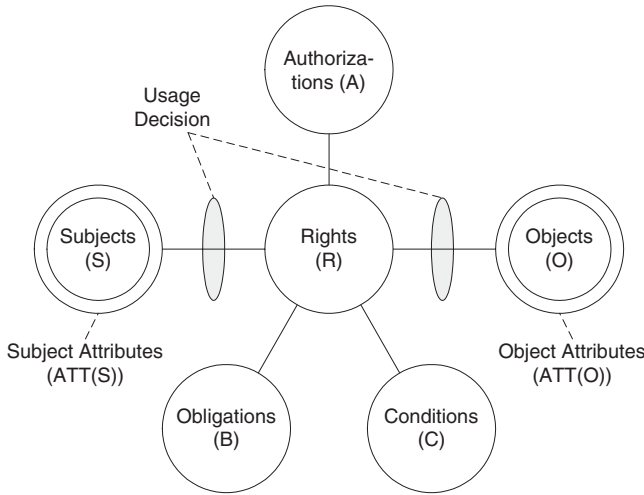 Authoriza-
tions (A)
Usage
Decision
Subjects
(S)
Rights
(R)
Objects
(O)
Subject Attributes
(ATT(S))
Object Attributes
(ATT(O))
Obligations
(B)
Conditions
(C)